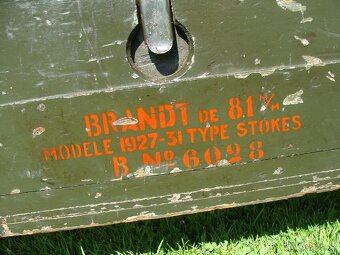 BRANDT DE 81 m/m
MODELE 1927-31 TYPE STOKES
B. Nº 6028